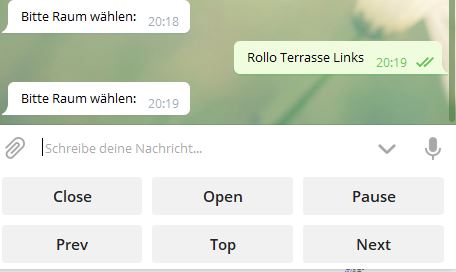 Bitte Raum wählen: 20:18
Rollo Terrasse Links 20:19
Bitte Raum wählen: 20:19
Schreibe deine Nachricht...
Close Open Pause
Prev Top Next